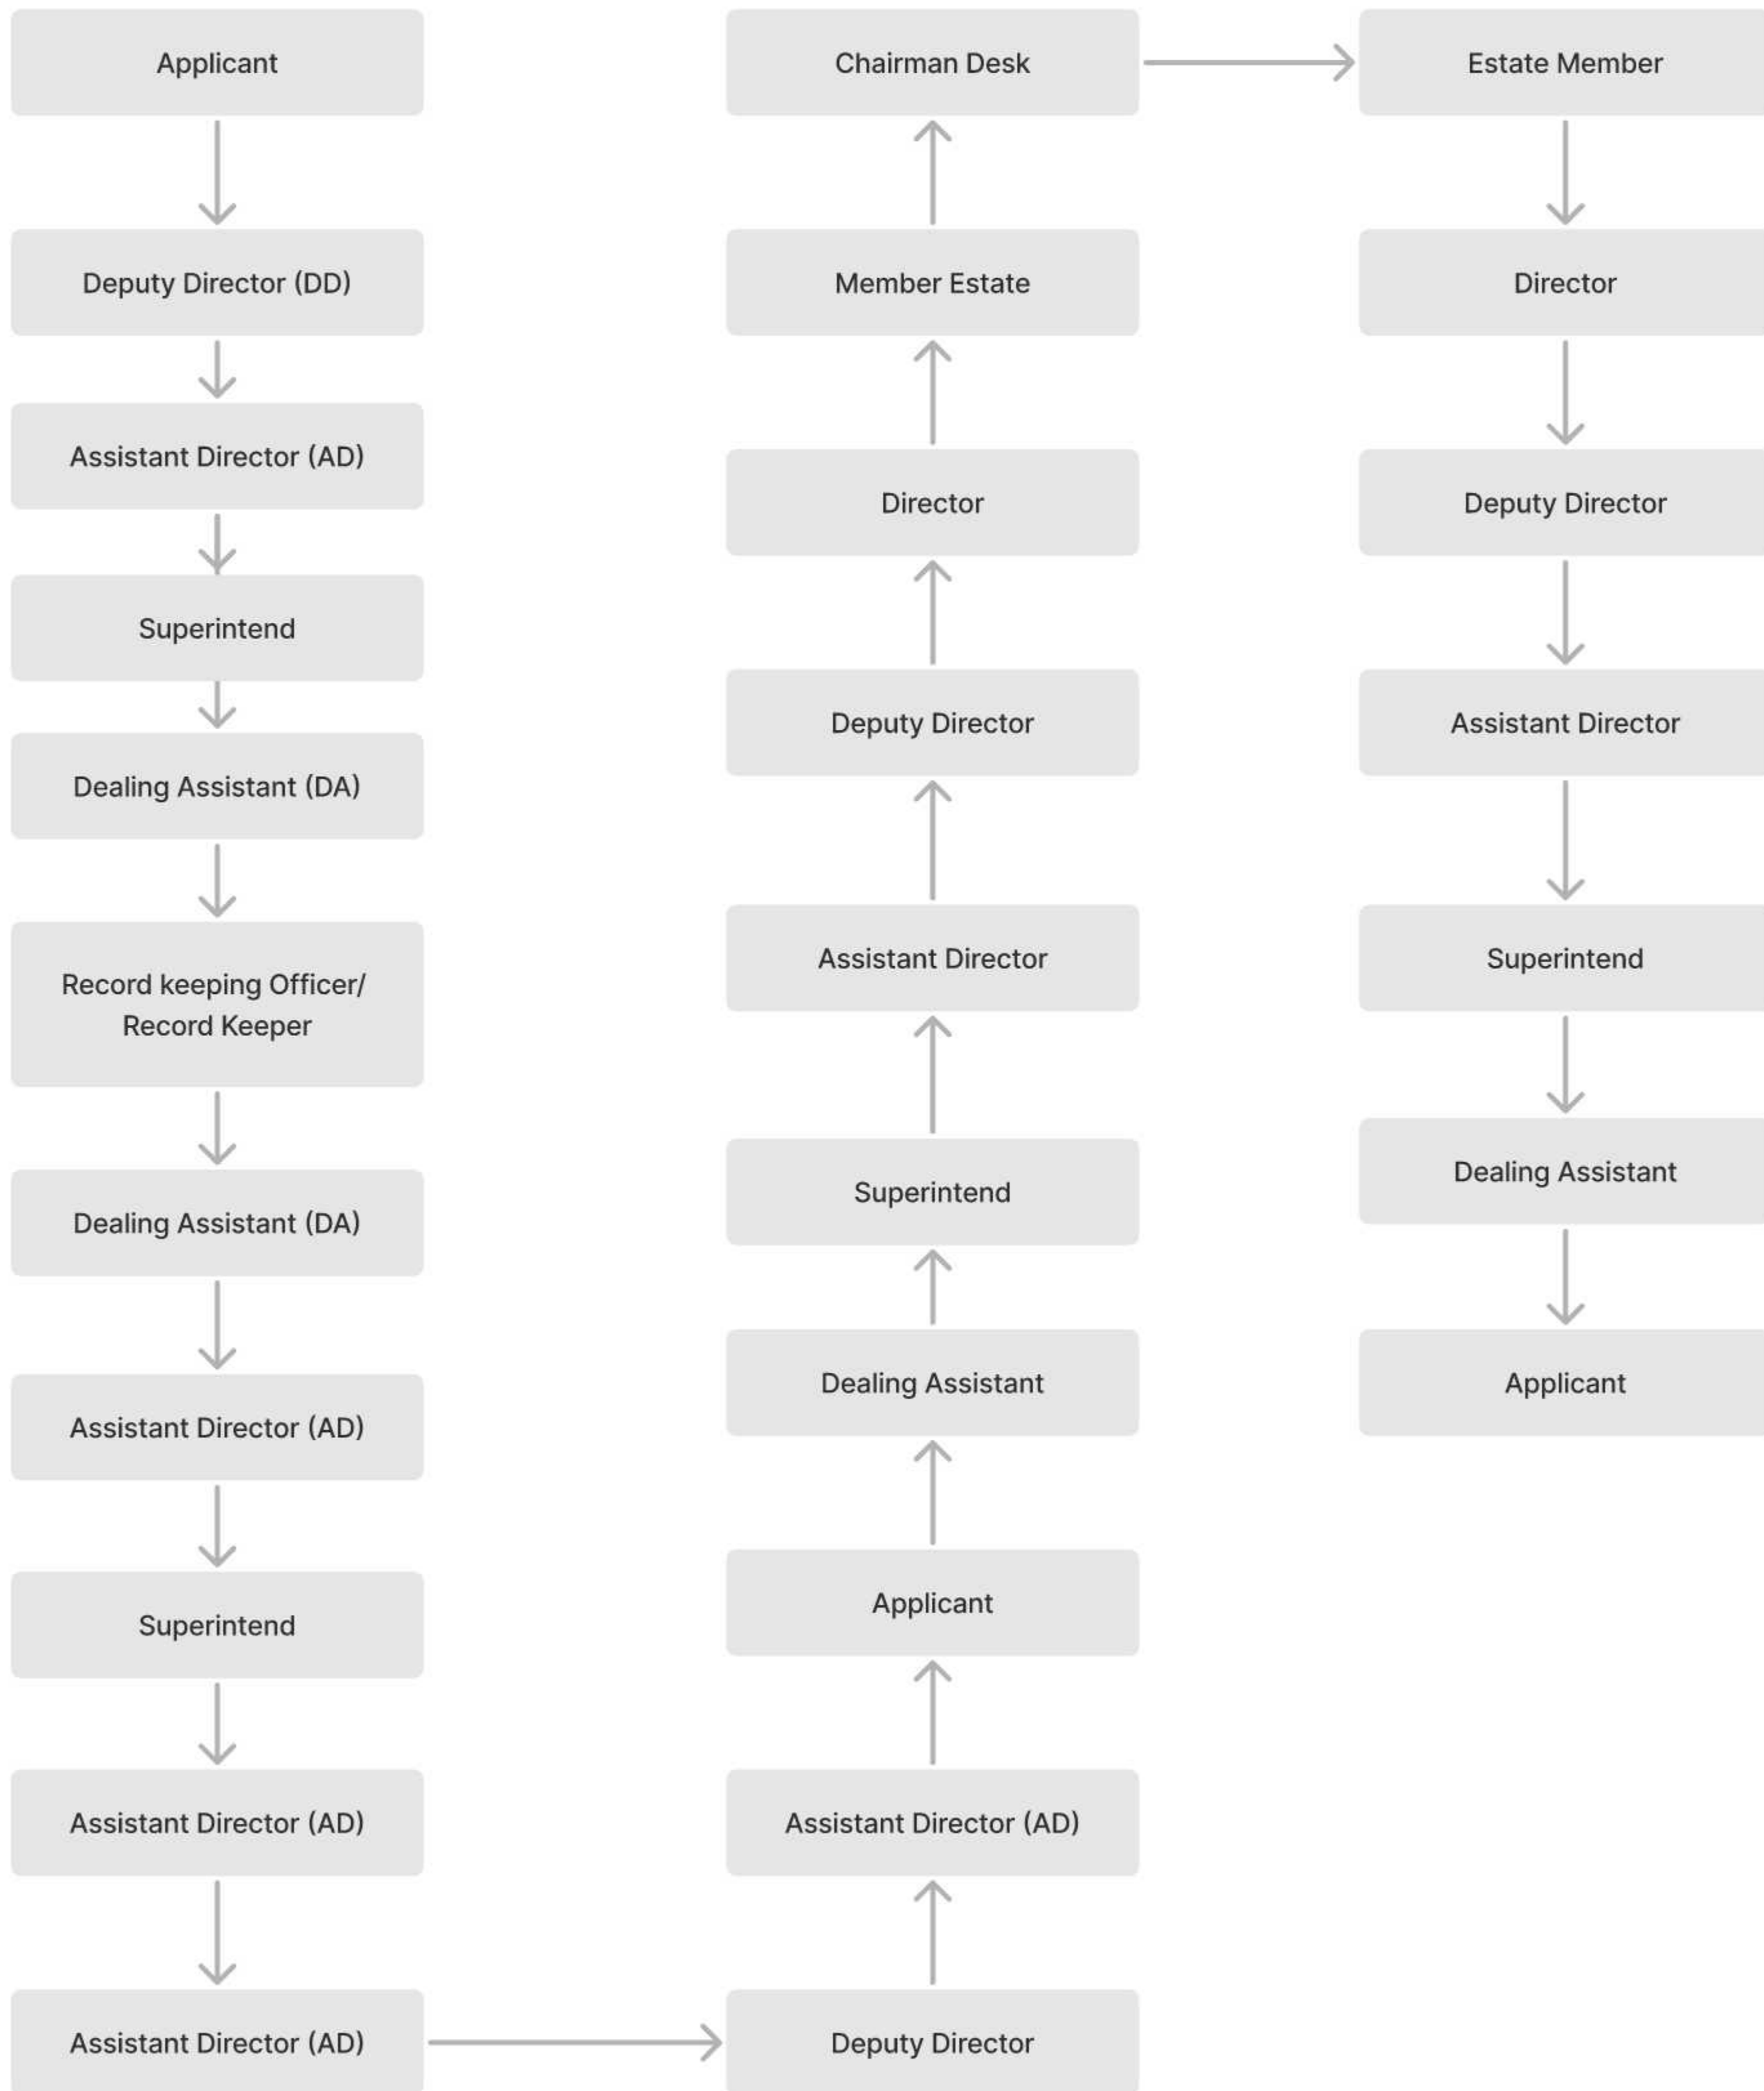 Applicant
Deputy Director (DD)
Assistant Director (AD)
Superintend
Dealing Assistant (DA)
Record keeping Officer/
Record Keeper
Dealing Assistant (DA)
Assistant Director (AD)
Superintend
Assistant Director (AD)
Assistant Director (AD)
Deputy Director
Assistant Director (AD)
Applicant
Dealing Assistant
Superintend
Assistant Director
Deputy Director
Director
Member Estate
Chairman Desk
Estate Member
Director
Deputy Director
Assistant Director
Superintend
Dealing Assistant
Applicant